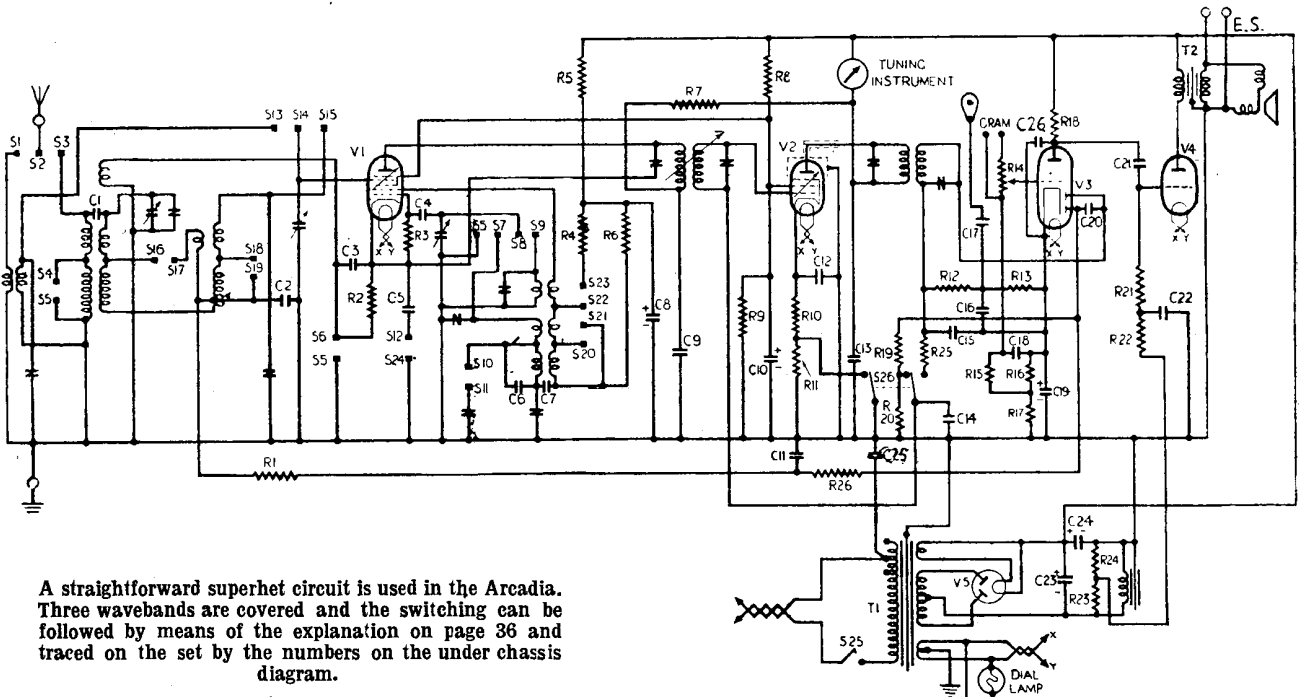 E.S.
T2
R5
R8
TUNING
INSTRUMENT
R7
S13 S14 S15
C26
R18
GRAM
S1
S2
S3
V1
V2
R14
V3
C21
V4
C1
C4
R3
S5 S7
S8
S9
R4
R6
C17
C20
S16
S17
S18
S19
C3
C12
S4
S5
C2
R2
C5
S23
S22
S21
C8
R9
R10
R12
R13
R21
C22
C16
S6
S12
S20
C9
C10
C13
C15
C18
R22
S5
S24
S10
R11
R19
R25
R15
R16
S11
C6 C7
S26
C19
R
20
R17
C14
R1
C11
C25
R26
C24
R24
V5
C23
R23
T1
S25
X
Y
DIAL
LAMP
X Y
X Y
X Y
X Y
A straightforward superhet circuit is used in the Arcadia.
Three wavebands are covered and the switching can be
followed by means of the explanation on page 36 and
traced on the set by the numbers on the under chassis
diagram.